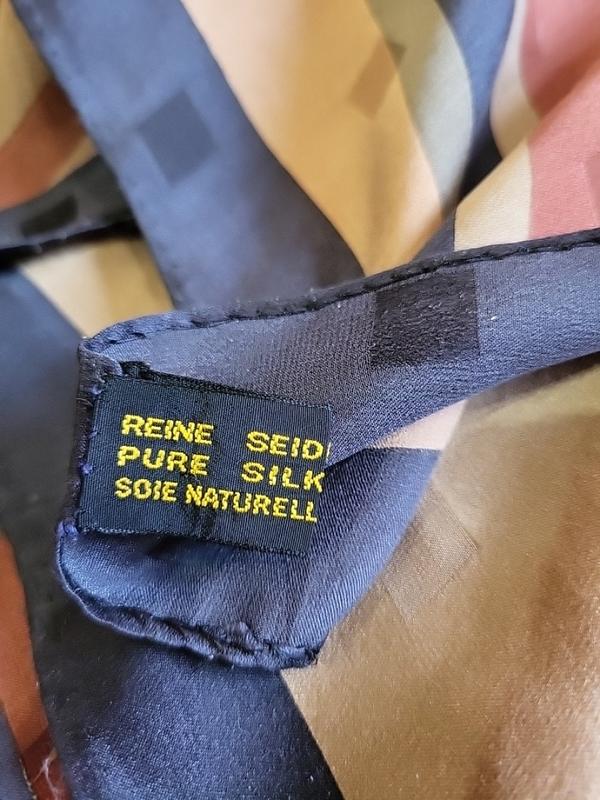 REINE SEID
PURE SILK
SOIE NATURELL